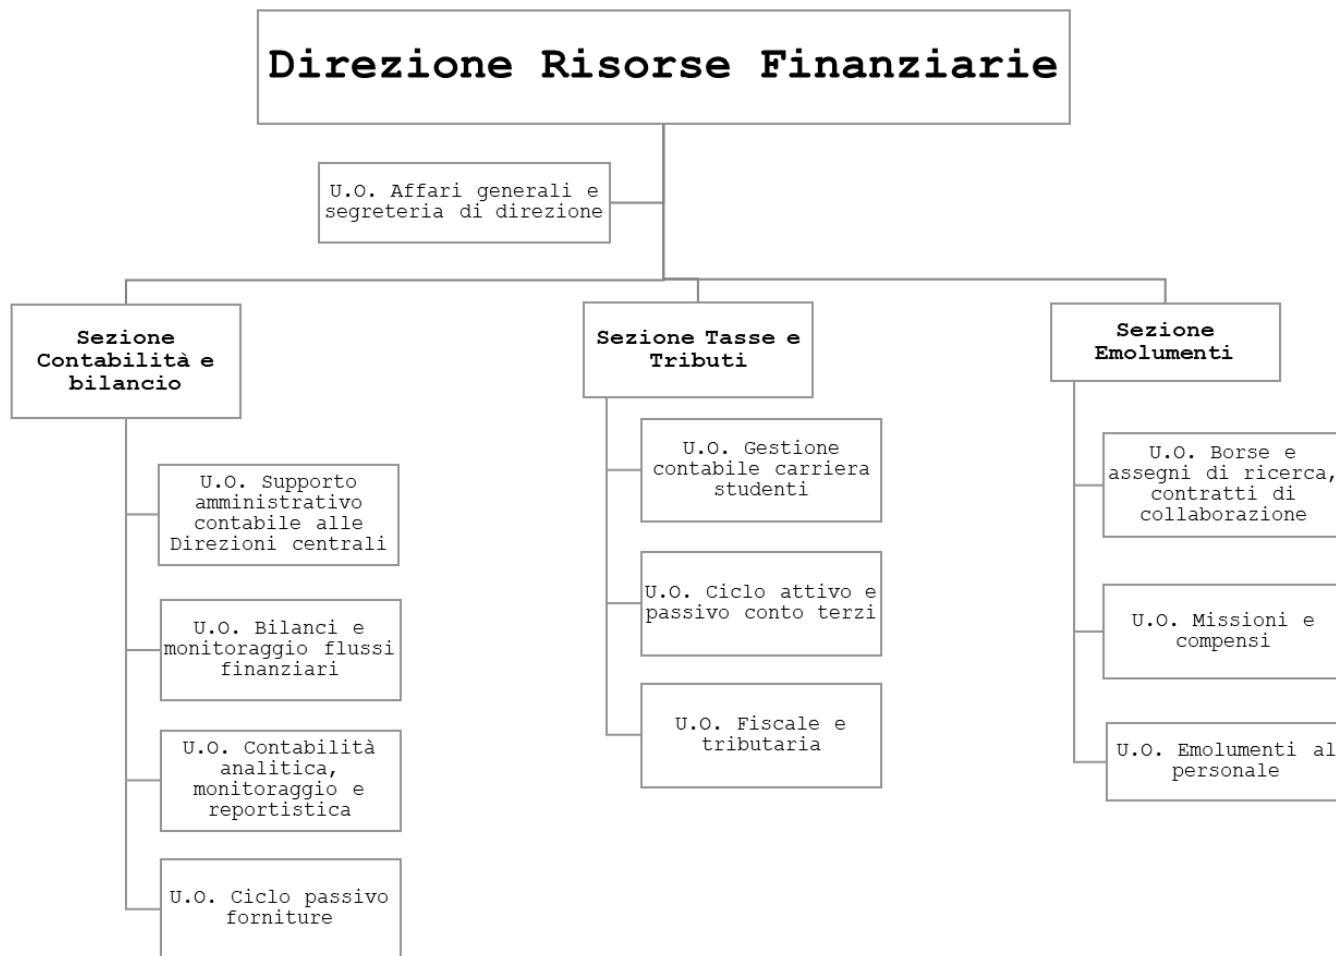 Direzione Risorse Finanziarie
U.O. Affari generali e
segreteria di direzione
Sezione
Contabilità e
bilancio
U.O. Supporto
amministrativo
contabile alle
Direzioni centrali
U.O. Bilanci e
monitoraggio flussi
finanziari
U.O. Contabilità
analitica,
monitoraggio e
reportistica
U.O. Ciclo passivo
forniture
Sezione Tasse e
Tributi
U.O. Gestione
contabile carriera
studenti
U.O. Ciclo attivo e
passivo conto terzi
U.O. Fiscale e
tributaria
Sezione
Emolumenti
U.O. Borse e
assegni di ricerca,
contratti di
collaborazione
U.O. Missioni e
compensi
U.O. Emolumenti al
personale